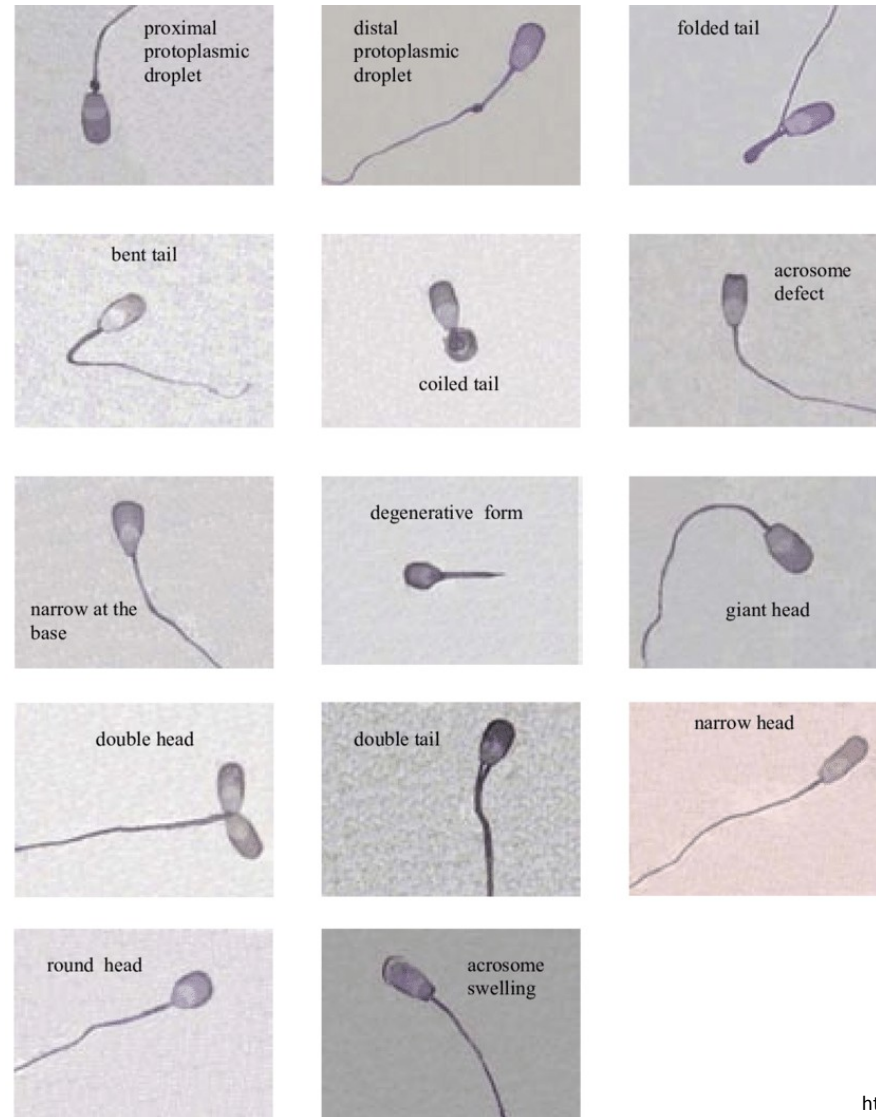 proximal
protoplasmic
droplet
distal
protoplasmic
droplet
folded tail
bent tail
coiled tail
acrosome
defect
narrow at the
base
degenerative form
giant head
double head
double tail
narrow head
round head
acrosome
swelling
ht